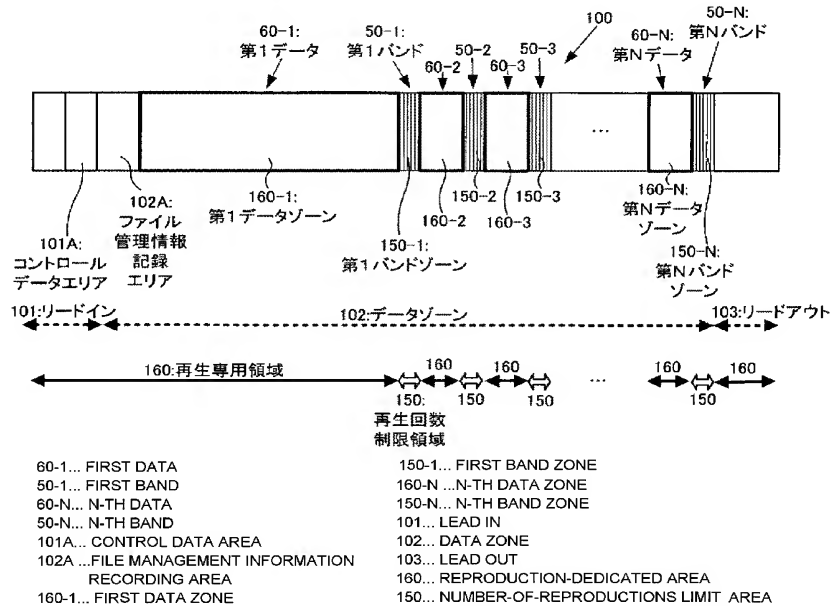 60-1:
第1データ
50-1:
第1バンド
60-2
50-2
60-3
50-3
100
60-N:
第Nデータ
50-N:
第Nバンド
...
101A:
コントロール
データエリア
102A:
ファイル
管理情報
記録
エリア
160-1:
第1データゾーン
150-1:
第1バンドゾーン
160-2
150-2
160-3
150-3
160-N:
第Nデータ
ゾーン
150-N:
第Nバンド
ゾーン
101:リードイン
102:データゾーン
103:リードアウト
160:再生専用領域
160
160
...
160
160
150:
再生回数
制限領域
150
150
150
60-1... FIRST DATA
50-1... FIRST BAND
60-N... N-TH DATA
50-N... N-TH BAND
101A... CONTROL DATA AREA
102A ...FILE MANAGEMENT INFORMATION
RECORDING AREA
160-1... FIRST DATA ZONE
150-1... FIRST BAND ZONE
160-N ...N-TH DATA ZONE
150-N... N-TH BAND ZONE
101... LEAD IN
102... DATA ZONE
103... LEAD OUT
160... REPRODUCTION-DEDICATED AREA
150... NUMBER-OF-REPRODUCTIONS LIMIT AREA